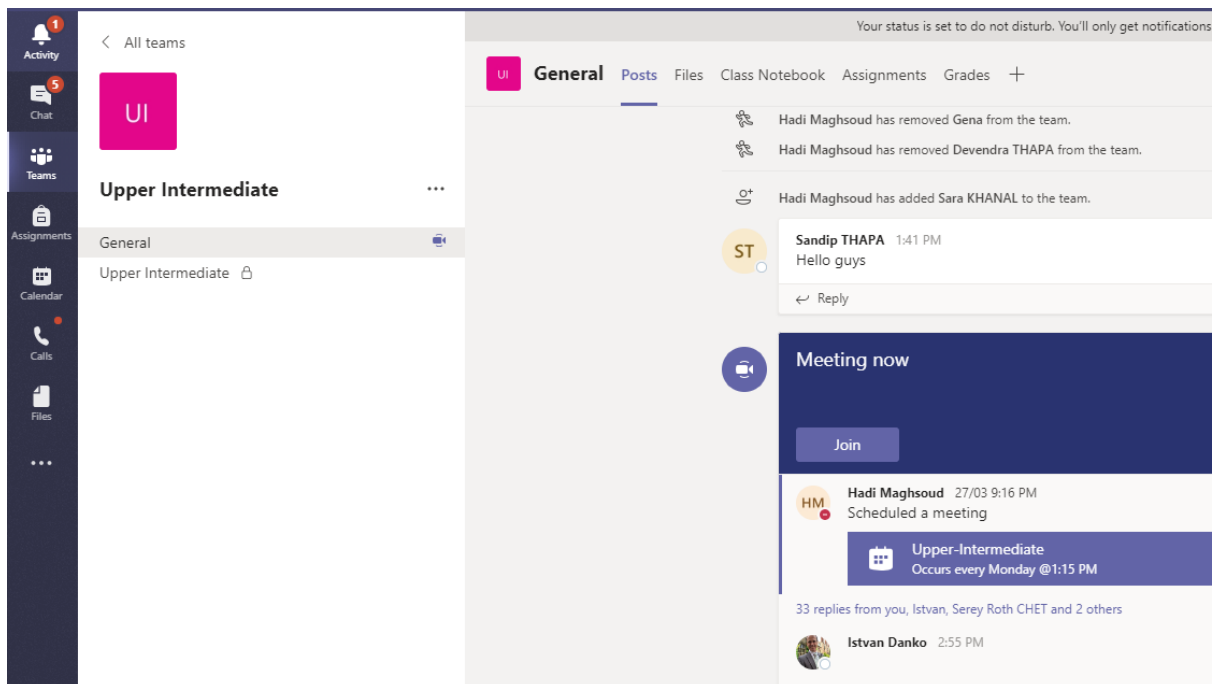 1
Activity
5
Chat
Teams
Assignments
Calendar
Calls
Files
All teams
UI
Upper Intermediate
General
Upper Intermediate
Your status is set to do not disturb. You'll only get notifications
UI General Posts Files Class Notebook Assignments Grades
Hadi Maghsoud has removed Gena from the team.
Hadi Maghsoud has removed Devendra THAPA from the team.
Hadi Maghsoud has added Sara KHANAL to the team.
ST
Sandip THAPA 1:41 PM
Hello guys
Reply
Meeting now
Join
HM
Hadi Maghsoud 27/03 9:16 PM
Scheduled a meeting
Upper-Intermediate
Occurs every Monday @1:15 PM
33 replies from you, Istvan, Serey Roth CHET and 2 others
Istvan Danko 2:55 PM